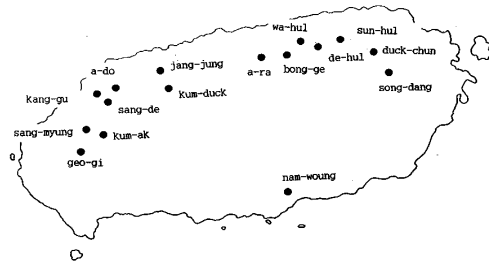 wa-hul
sun-hul
jang-jung
a-do
a-ra
bong-ge
de-hul
duck-chun
kang-gu
sang-de
kum-duck
song-dang
sang-myung
kum-ak
geo-gi
nam-woung